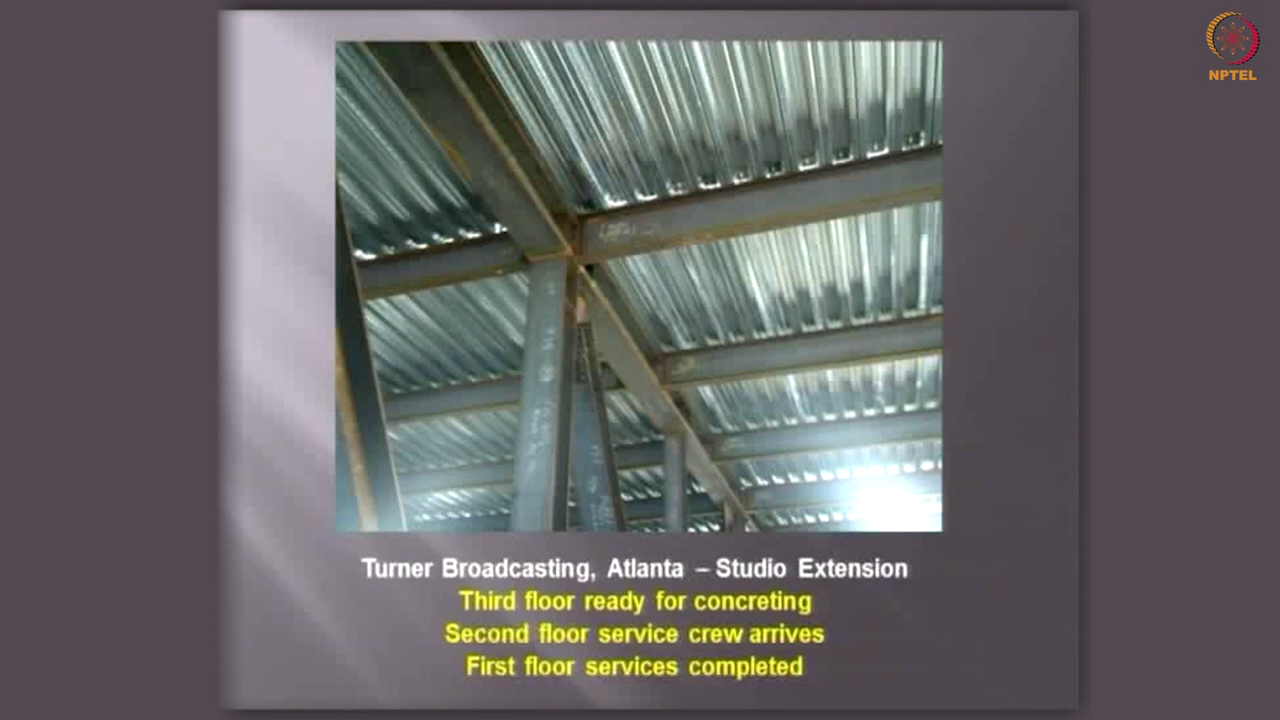 NPTEL
Turner Broadcasting, Atlanta – Studio Extension
Third floor ready for concreting
Second floor service crew arrives
First floor services completed